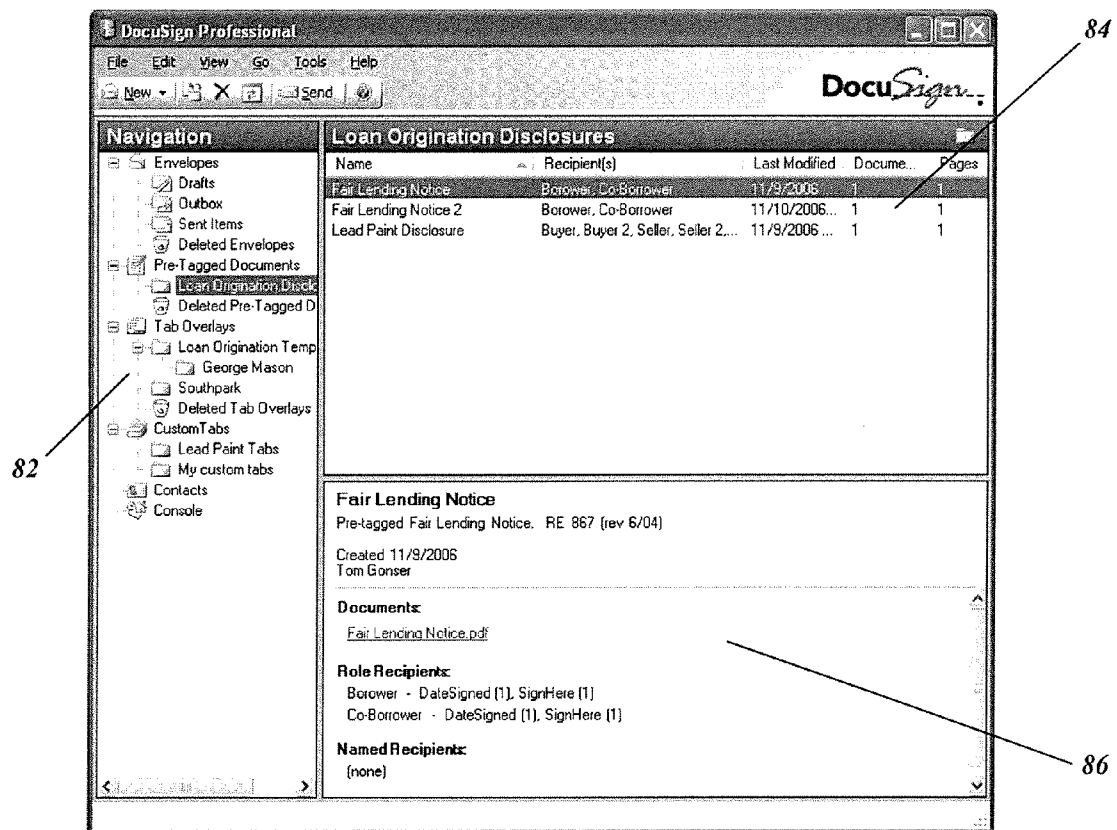 DocuSign Professional
84
File Edit View Go Tools Help
New Send
DocuSign
Navigation
Envelopes
Drafts
Outbox
Sent Items
Deleted Envelopes
Pre-Tagged Documents
Loan Origination Discl
Deleted Pre-Tagged D
Tab Overlays
Loan Origination Temp
George Mason
Southpark
Deleted Tab Overlays
CustomTabs
Lead Paint Tabs
My custom tabs
Contacts
Console
82
Loan Origination Disclosures
Name Recipient(s) Last Modified Docume... Pages
Fair Lending Notice Borower, Co-Borrower 11/9/2006... 1 1
Fair Lending Notice 2 Borower, Co-Borrower 11/10/2006... 1 1
Lead Paint Disclosure Buyer, Buyer 2, Seller, Seller 2,... 11/9/2006 ... 1 1
Fair Lending Notice
Pre-tagged Fair Lending Notice. RE 867 (rev 6/04)
Created 11/9/2006
Tom Gonser
Documents:
Fair Lending Notice.pdf
Role Recipients:
Borower - DateSigned (1), SignHere (1)
Co-Borrower - DateSigned (1), SignHere (1)
Named Recipients:
(none)
86